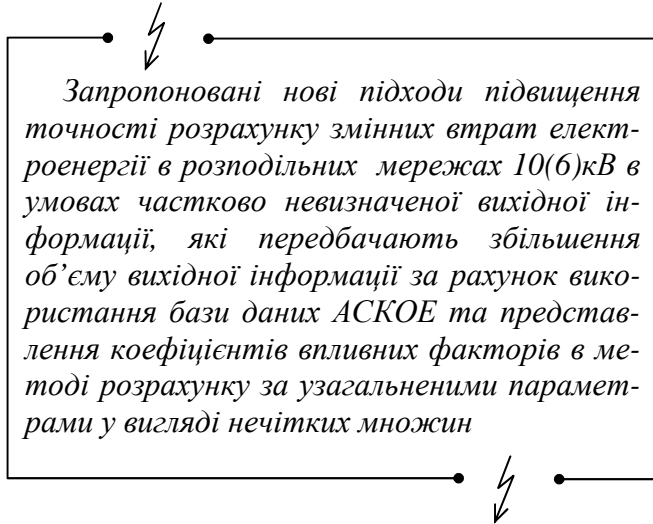 Запропоновані нові підходи підвищення
точності розрахунку змінних втрат елект-
роенергії в розподільних мережах 10(6)кВ в
умовах частково невизначеної вихідної ін-
формації, які передбачають збільшення
об’єму вихідної інформації за рахунок вико-
ристання бази даних АСКОЕ та представ-
лення коефіцієнтів впливних факторів в ме-
тоді розрахунку за узагальненими парамет-
рами у вигляді нечітких множин